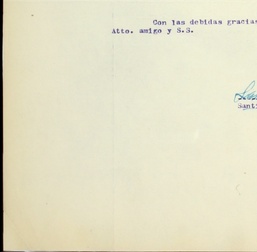 Con las debidas gracias
Atto. amigo y S.S.
Santi